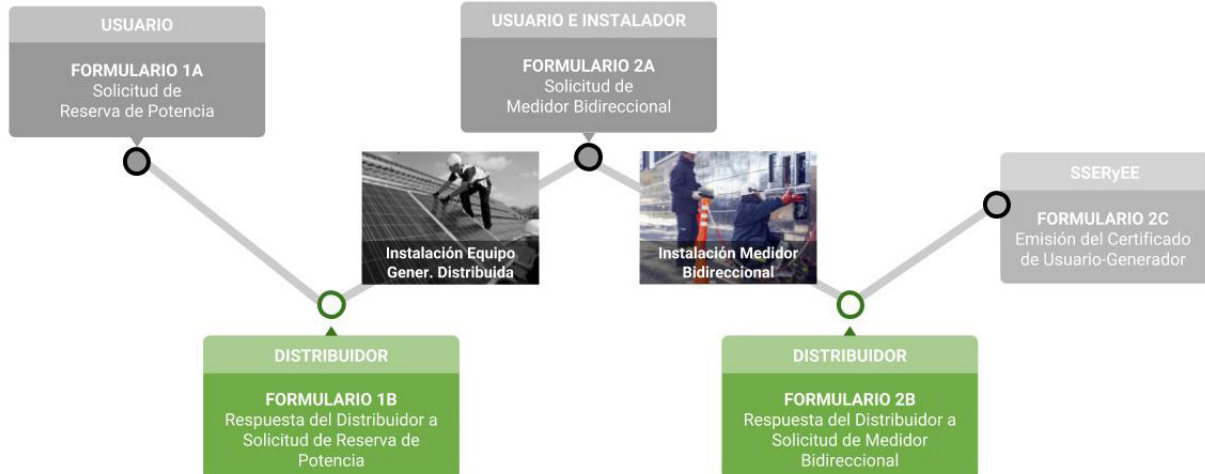 USUARIO
FORMULARIO 1A
Solicitud de
Reserva de Potencia
DISTRIBUIDOR
FORMULARIO 1B
Respuesta del Distribuidor a
Solicitud de Reserva de
Potencia
Instalación Equipo
Gener. Distribuida
USUARIO E INSTALADOR
FORMULARIO 2A
Solicitud de
Medidor Bidireccional
Instalación Medidor
Bidireccional
DISTRIBUIDOR
FORMULARIO 2B
Respuesta del Distribuidor a
Solicitud de Medidor
Bidireccional
SSERyEE
FORMULARIO 2C
Emisión del Certificado
de Usuario-Generador